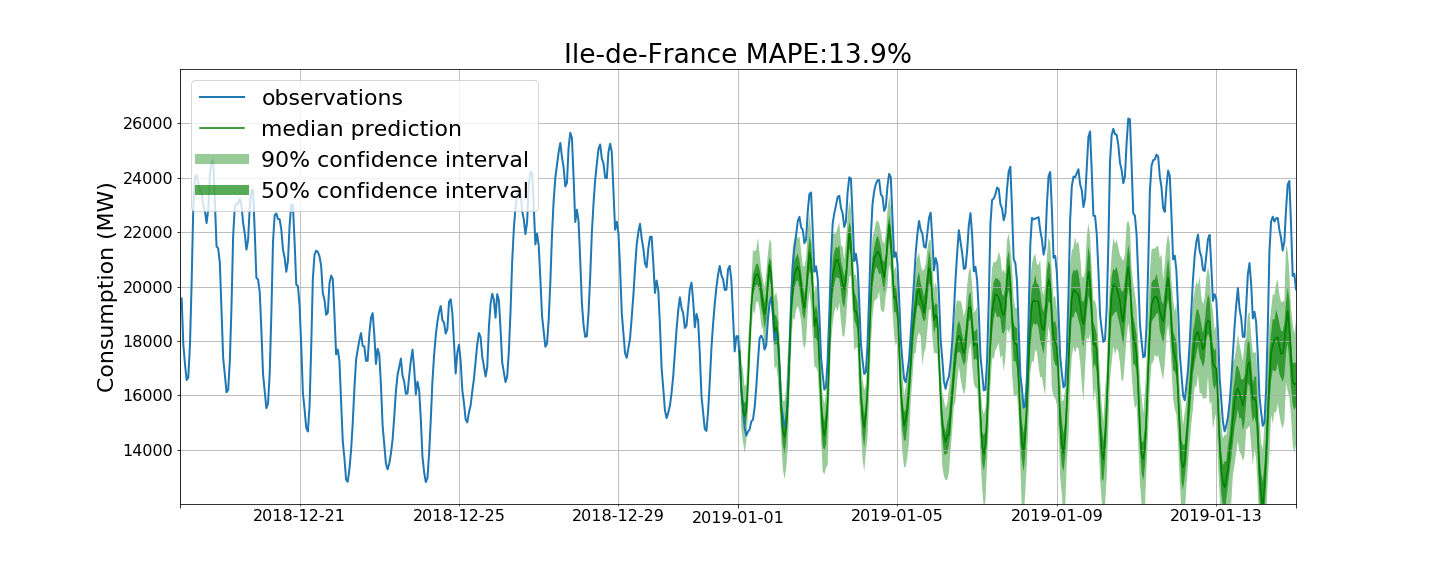 Ile-de-France MAPE:13.9%
observations
median prediction
90% confidence interval
50% confidence interval
Consumption (MW)
26000
24000
22000
20000
18000
16000
14000
2018-12-21
2018-12-25
2018-12-29
2019-01-01
2019-01-05
2019-01-09
2019-01-13